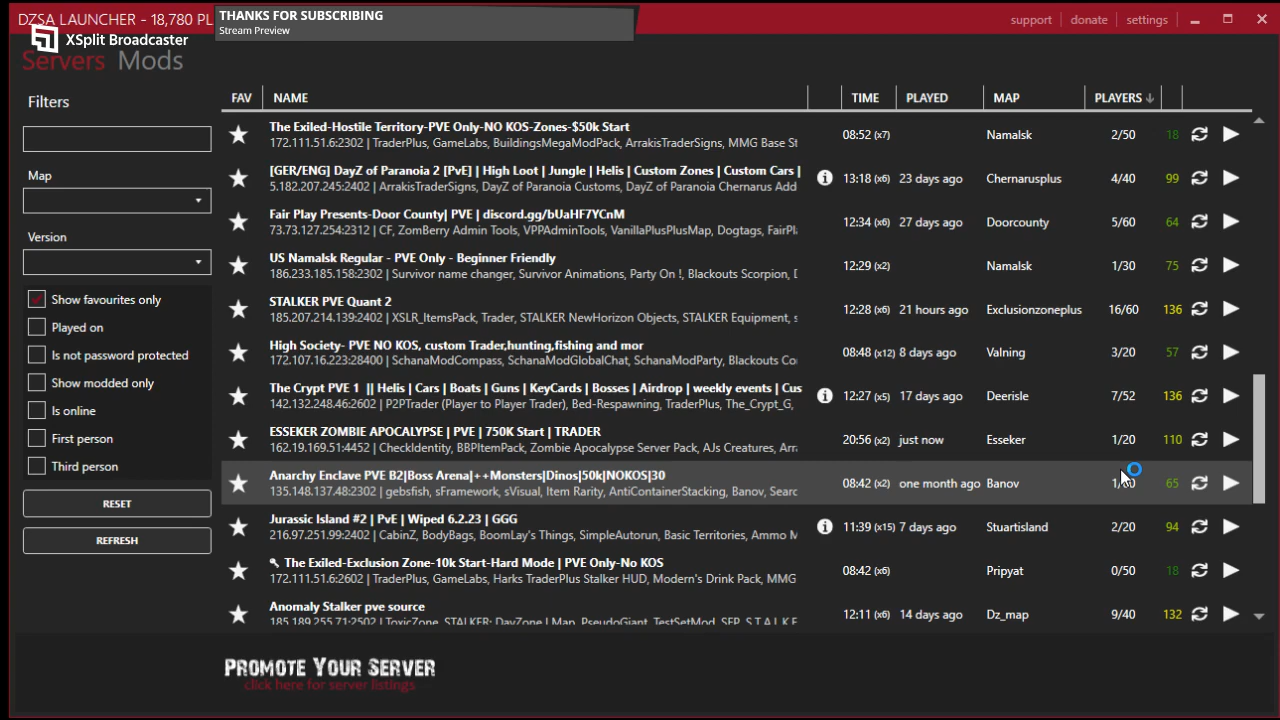 DZSA LAUNCHER - 18,780 PL
THANKS FOR SUBSCRIBING
Stream Preview
support
donate
settings
XSplit Broadcaster
Servers Mods
Filters
Map
Version
Show favourites only
Played on
Is not password protected
Show modded only
Is online
First person
Third person
RESET
REFRESH
FAV NAME TIME PLAYED MAP PLAYERS
The Exiled-Hostile Territory-PVE Only-NO KOS-Zones-$50k Start
172.111.51.6:2302 | TraderPlus, GameLabs, BuildingsMegaModPack, ArrakisTraderSigns, MMG Base St
08:52 (x7) Namalsk 2/50 18
[GER/ENG] DayZ of Paranoia 2 [PvE] | High Loot | Jungle | Helis | Custom Zones | Custom Cars |
5.182.207.245:2402 | ArrakisTraderSigns, DayZ of Paranoia Customs, DayZ of Paranoia Chernarus Add
13:18 (x6) 23 days ago Chernarusplus 4/40 99
Fair Play Presents-Door County| PVE | discord.gg/bUaHF7YCnM
73.73.127.254:2312 | CF, ZomBerry Admin Tools, VPPAdminTools, VanillaPlusPlusMap, Dogtags, FairPl
12:34 (x6) 27 days ago Doorcounty 5/60 64
US Namalsk Regular - PVE Only - Beginner Friendly
186.233.185.158:2302 | Survivor name changer, Survivor Animations, Party On !, Blackouts Scorpion, D
12:29 (x2) Namalsk 1/30 75
STALKER PVE Quant 2
185.207.214.139:2402 | XSLR_ItemsPack, Trader, STALKER NewHorizon Objects, STALKER Equipment, s
12:28 (x6) 21 hours ago Exclusionzoneplus 16/60 136
High Society- PVE NO KOS, custom Trader,hunting,fishing and mor
172.107.16.223:28400 | SchanaModCompass, SchanaModGlobalChat, SchanaModParty, Blackouts Co
08:48 (x12) 8 days ago Valning 3/20 57
The Crypt PVE 1 || Helis | Cars | Boats | Guns | KeyCards | Bosses | Airdrop | weekly events | Cus
142.132.248.46:2602 | P2PTrader (Player to Player Trader), Bed-Respawning, TraderPlus, The_Crypt_G,
12:27 (x5) 17 days ago Deerisle 7/52 136
ESSEKER ZOMBIE APOCALYPSE | PVE | 750K Start | TRADER
162.19.169.51:4452 | CheckIdentity, BBPItemPack, Zombie Apocalypse Server Pack, AJs Creatures, Arra
20:56 (x2) just now Esseker 1/20 110
Anarchy Enclave PVE B2|Boss Arena|++Monsters|Dinos|50k|NOKOS|30
135.148.137.48:2302 | gebsfish, sFramework, sVisual, Item Rarity, AntiContainerStacking, Banov, Searc
08:42 (x2) one month ago Banov 65
Jurassic Island #2 | PvE | Wiped 6.2.23 | GGG
216.97.251.99:2402 | CabinZ, BodyBags, BoomLay's Things, SimpleAutorun, Basic Territories, Ammo M
11:39 (x15) 7 days ago Stuartisland 2/20 94
The Exiled-Exclusion Zone-10k Start-Hard Mode | PVE Only-No KOS
172.111.51.6:2602 | TraderPlus, GameLabs, Harks TraderPlus Stalker HUD, Modern's Drink Pack, MMG
08:42 (x6) Pripyat 0/50 18
Anomaly Stalker pve source
185.189.255.71:2502 | ToxicZone, STALKER: DayZone | Map, PseudoGiant, TestSetMod, SFP, S.T.A.L.K.E
12:11 (x6) 14 days ago Dz_map 9/40 132
PROMOTE YOUR SERVER
click here for server listings